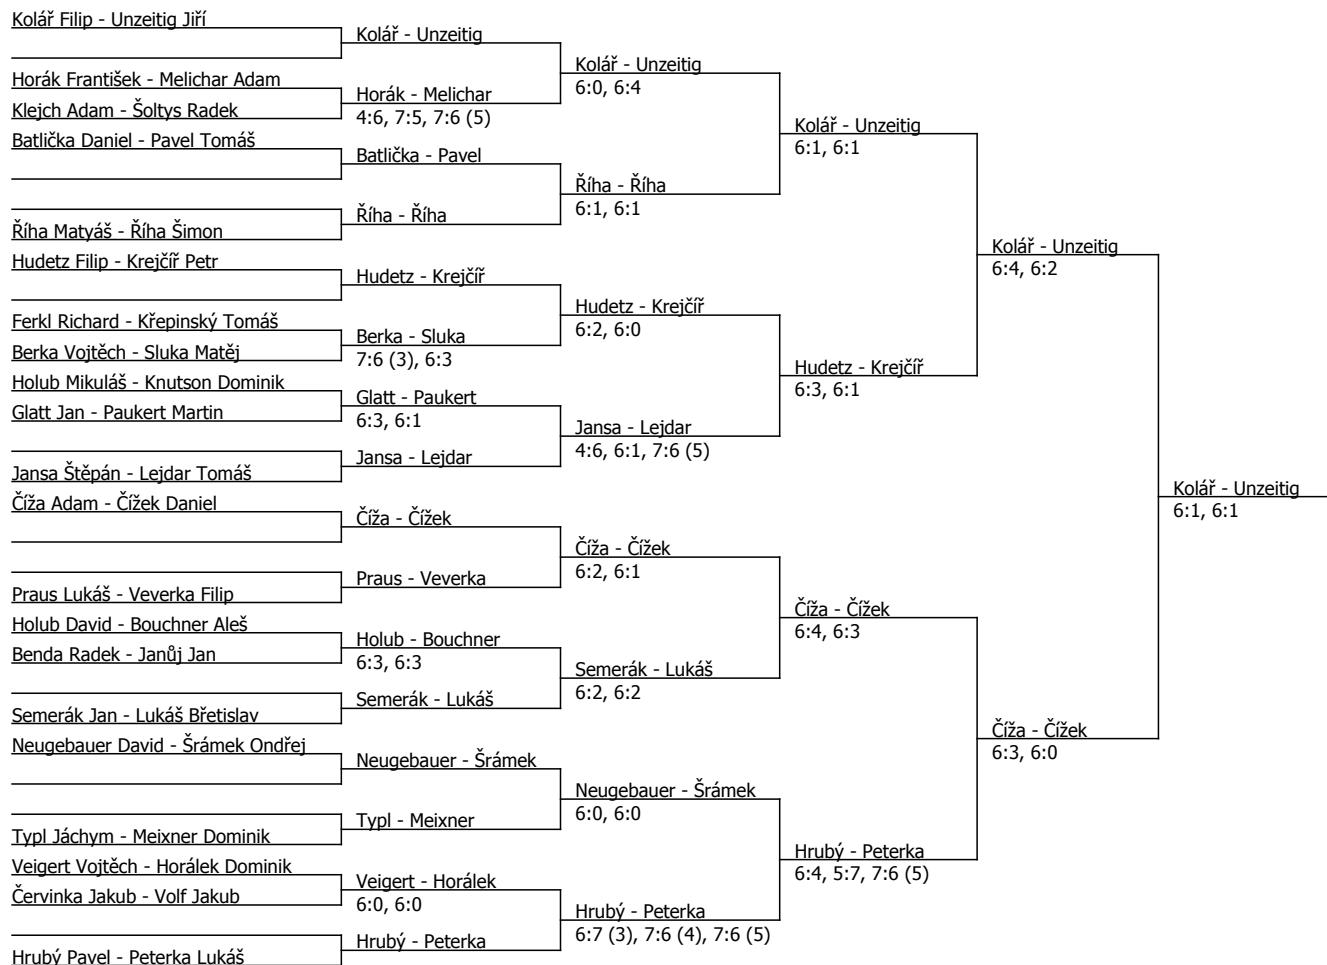 Kolář Filip - Unzeitig Jiří
Horák František - Melichar Adam
Klejch Adam - Šoltys Radek
Batlička Daniel - Pavel Tomáš
Říha Matyáš - Říha Šimon
Hudetz Filip - Krejčíř Petr
Ferkl Richard - Křepinský Tomáš
Berka Vojtěch - Sluka Matěj
Holub Mikuláš - Knutson Dominik
Glatt Jan - Paukert Martin
Jansa Štěpán - Lejdar Tomáš
Číža Adam - Čížek Daniel
Praus Lukáš - Veverka Filip
Holub David - Bouchner Aleš
Benda Radek - Janůj Jan
Semerák Jan - Lukáš Břetislav
Neugebauer David - Šrámek Ondřej
Typl Jáchym - Meixner Dominik
Veigert Vojtěch - Horálek Dominik
Červinka Jakub - Volf Jakub
Hrubý Pavel - Peterka Lukáš
Kolář - Unzeitig
Horák - Melichar
4:6, 7:5, 7:6 (5)
Batlička - Pavel
Říha - Říha
Hudetz - Krejčíř
Berka - Sluka
7:6 (3), 6:3
Glatt - Paukert
6:3, 6:1
Jansa - Lejdar
Číža - Čížek
Praus - Veverka
Holub - Bouchner
6:3, 6:3
Semerák - Lukáš
Neugebauer - Šrámek
Typl - Meixner
Veigert - Horálek
6:0, 6:0
Hrubý - Peterka
Kolář - Unzeitig
6:0, 6:4
Říha - Říha
6:1, 6:1
Hudetz - Krejčíř
6:2, 6:0
Jansa - Lejdar
4:6, 6:1, 7:6 (5)
Číža - Čížek
6:2, 6:1
Semerák - Lukáš
6:2, 6:2
Neugebauer - Šrámek
6:0, 6:0
Hrubý - Peterka
6:7 (3), 7:6 (4), 7:6 (5)
Kolář - Unzeitig
6:1, 6:1
Hudetz - Krejčíř
6:3, 6:1
Číža - Čížek
6:4, 6:3
Hrubý - Peterka
6:4, 5:7, 7:6 (5)
Kolář - Unzeitig
6:4, 6:2
Číža - Čížek
6:3, 6:0
Kolář - Unzeitig
6:1, 6:1